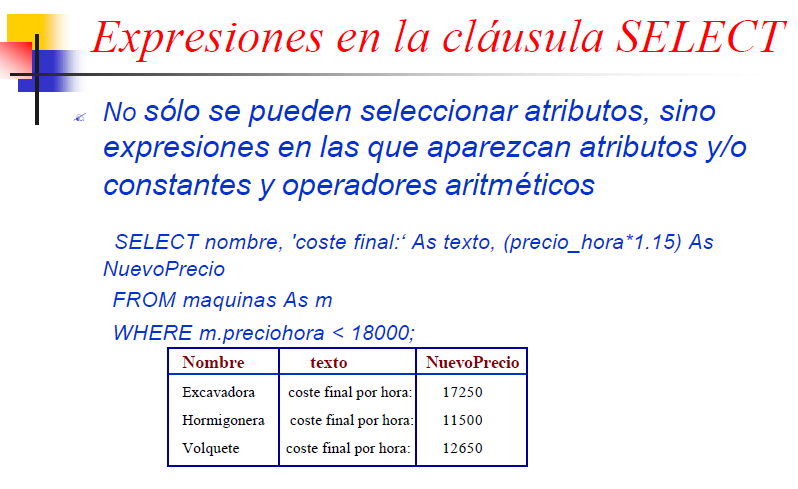 Expresiones en la cláusula SELECT
No sólo se pueden seleccionar atributos, sino
expresiones en las que aparezcan atributos y/o
constantes y operadores aritméticos
SELECT nombre, 'coste final:‘ As texto, (precio_hora*1.15) As
NuevoPrecio
FROM maquinas As m
WHERE m.preciohora < 18000;
Nombre texto NuevoPrecio
Excavadora coste final por hora: 17250
Hormigonera coste final por hora: 11500
Volquete coste final por hora: 12650